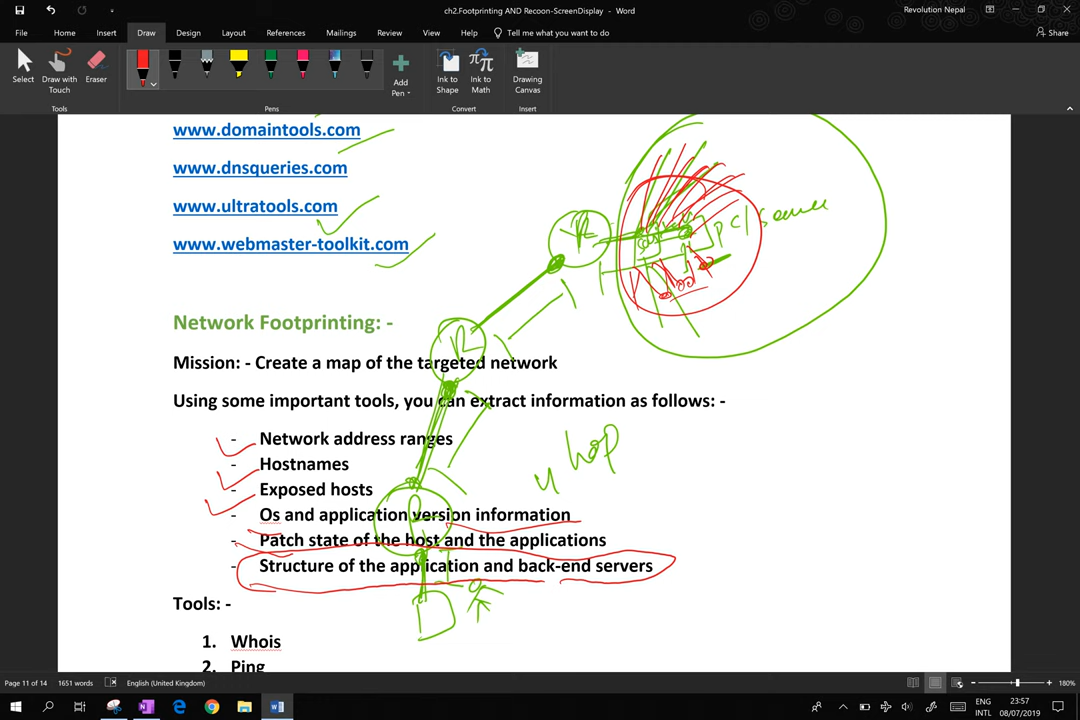 ch2.Footprinting AND Recoon-ScreenDisplay - Word
Revolution Nepal
File Home Insert Draw Design Layout References Mailings Review View Help Tell me what you want to do
Share
Select
Draw with Touch
Eraser
Add Pen
Ink to Shape
Ink to Math
Drawing Canvas
Tools
Pens
Convert
Insert
www.domaintools.com
www.dnsqueries.com
www.ultratools.com
www.webmaster-toolkit.com
R
PC/
Network Footprinting: -
R
Mission: - Create a map of the targeted network
Using some important tools, you can extract information as follows: -
- Network address ranges
- Hostnames
- Exposed hosts
4 hop
- Os and application version information
- Patch state of the host and the applications
- Structure of the application and back-end servers
Tools: -
1. Whois
2. Ping
Page 11 of 14 1651 words English (United Kingdom) 180%
ENG
INTL
23:57
08/07/2019